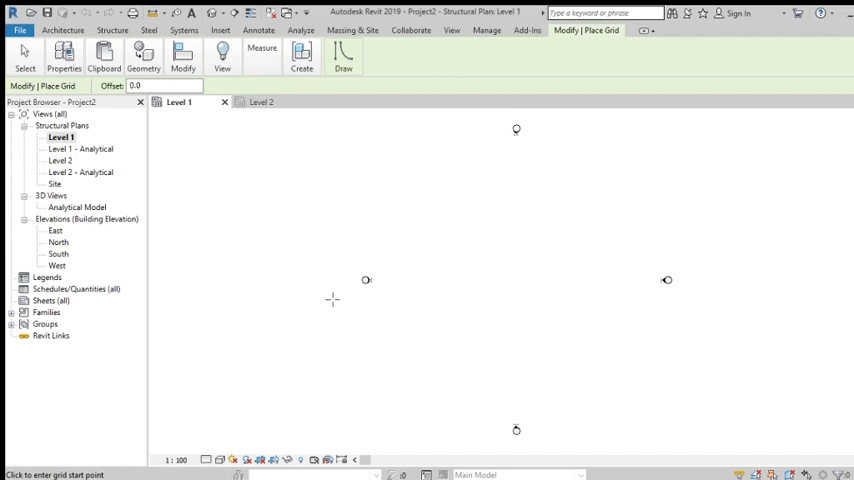 Autodesk Revit 2019 - Project2 - Structural Plan: Level 1
Type a keyword or phrase
Sign In
File Architecture Structure Steel Systems Insert Annotate Analyze Massing & Site Collaborate View Manage Add-Ins Modify | Place Grid
Select Properties Clipboard Geometry Modify View Measure Create Draw
Modify | Place Grid Offset: 0.0
Project Browser - Project2
Level 1
Level 2
Views (all)
Structural Plans
Level 1
Level 1 - Analytical
Level 2
Level 2 - Analytical
Site
3D Views
Analytical Model
Elevations (Building Elevation)
East
North
South
West
Legends
Schedules/Quantities (all)
Sheets (all)
Families
Groups
Revit Links
1 : 100
Click to enter grid start point
:0
Main Model
:0